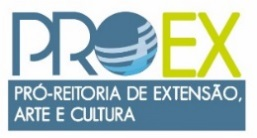 PROEX
PRÓ-REITORIA DE EXTENSÃO,
ARTE E CULTURA